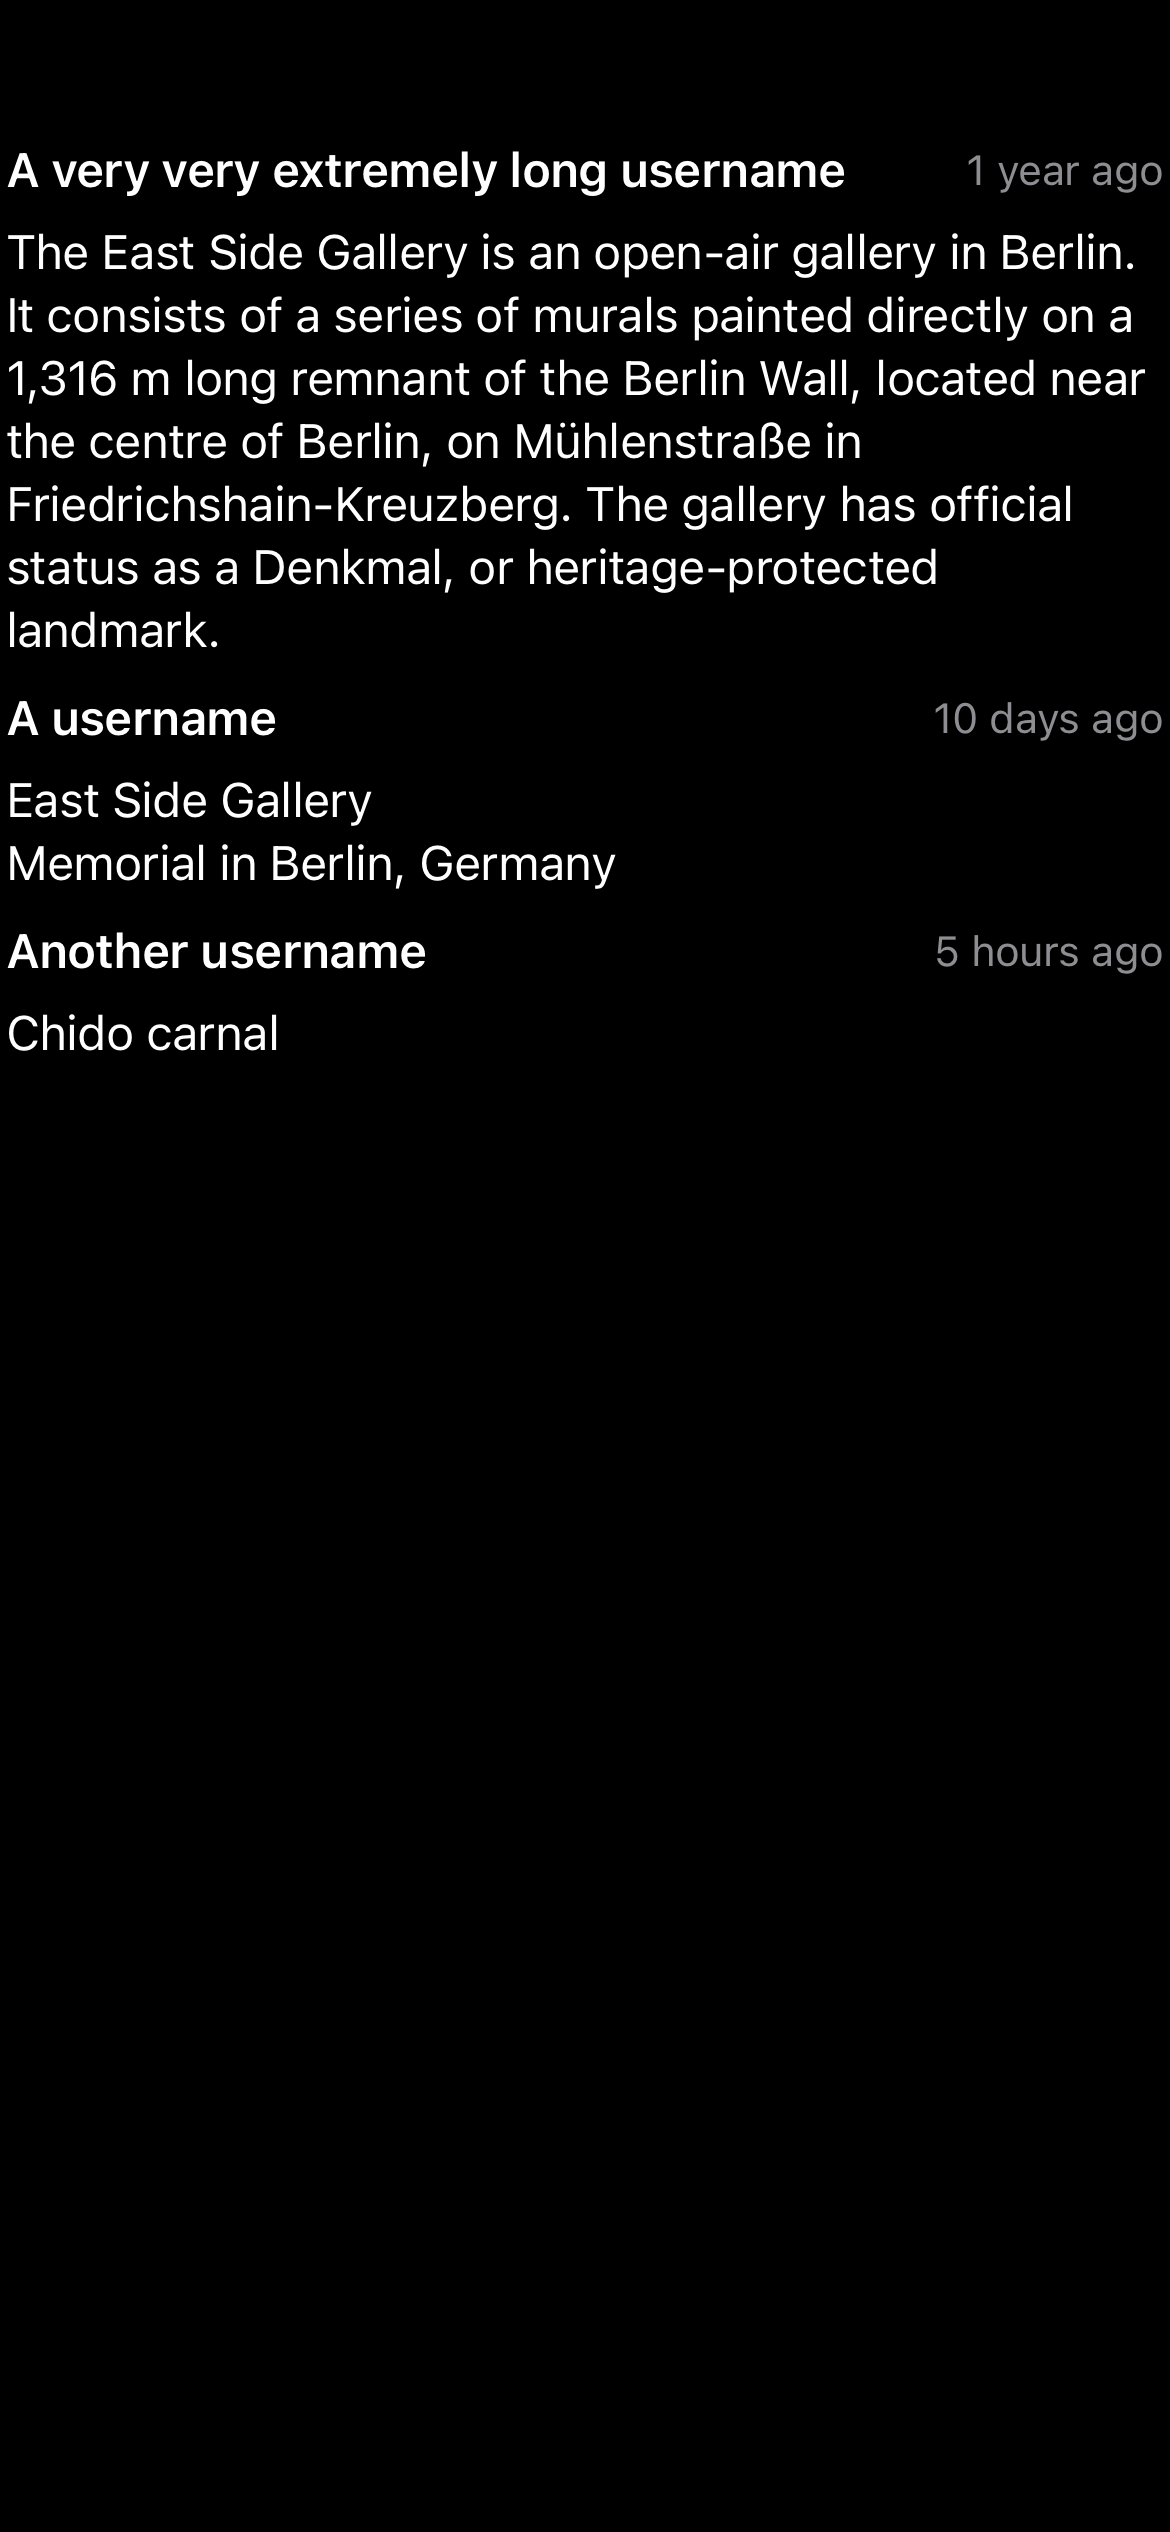 A very very extremely long username 1 year ago
The East Side Gallery is an open-air gallery in Berlin.
It consists of a series of murals painted directly on a
1,316 m long remnant of the Berlin Wall, located near
the centre of Berlin, on Mühlenstraße in
Friedrichshain-Kreuzberg. The gallery has official
status as a Denkmal, or heritage-protected
landmark.
A username 10 days ago
East Side Gallery
Memorial in Berlin, Germany
Another username 5 hours ago
Chido carnal